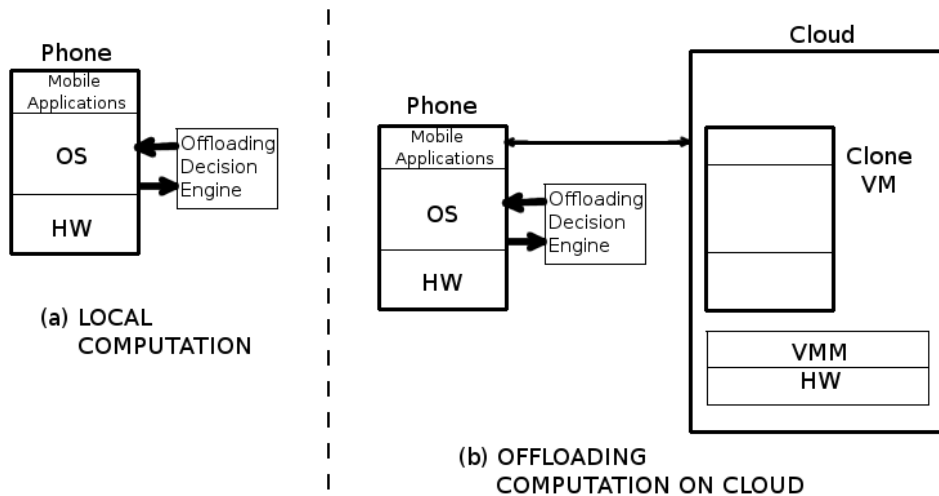 Phone
Mobile
Applications
OS
HW
Offloading
Decision
Engine
(a) LOCAL
COMPUTATION
Phone
Mobile
Applications
OS
HW
Offloading
Decision
Engine
Cloud
Clone
VM
VMM
HW
(b) OFFLOADING
COMPUTATION ON CLOUD